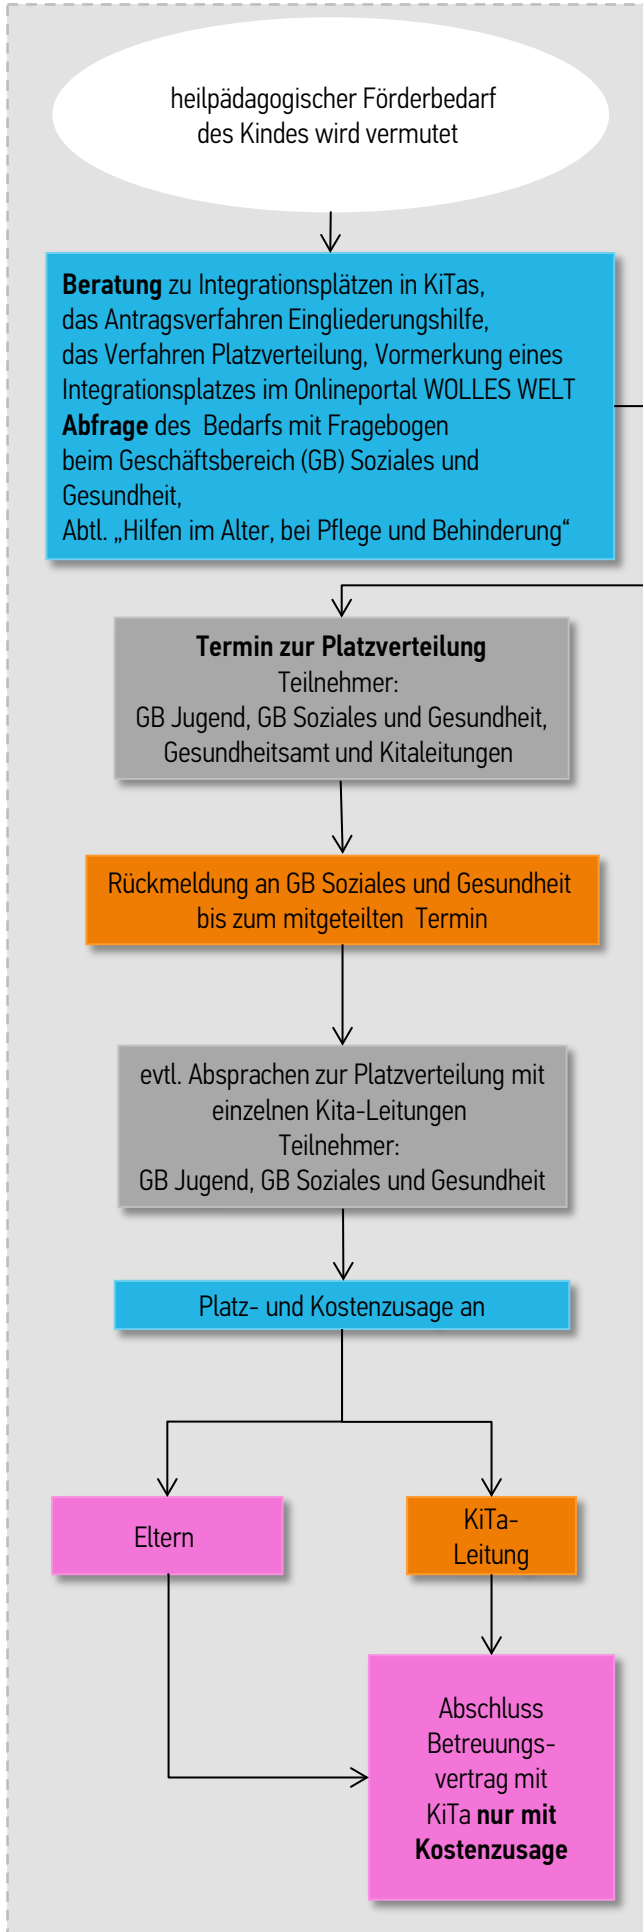 heilpädagogischer Förderbedarf
des Kindes wird vermutet
Beratung zu Integrationsplätzen in KiTas,
das Antragsverfahren Eingliederungshilfe,
das Verfahren Platzverteilung, Vormerkung eines
Integrationsplatzes im Onlineportal WOLLES WELT
Abfrage des Bedarfs mit Fragebogen
beim Geschäftsbereich (GB) Soziales und
Gesundheit,
Abtl. „Hilfen im Alter, bei Pflege und Behinderung“
Termin zur Platzverteilung
Teilnehmer:
GB Jugend, GB Soziales und Gesundheit,
Gesundheitsamt und Kitaleitungen
Rückmeldung an GB Soziales und Gesundheit
bis zum mitgeteilten Termin
evtl. Absprachen zur Platzverteilung mit
einzelnen Kita-Leitungen
Teilnehmer:
GB Jugend, GB Soziales und Gesundheit
Platz- und Kostenzusage an
Eltern
KiTa-
Leitung
Abschluss
Betreuungs-
vertrag mit
KiTa nur mit
Kostenzusage